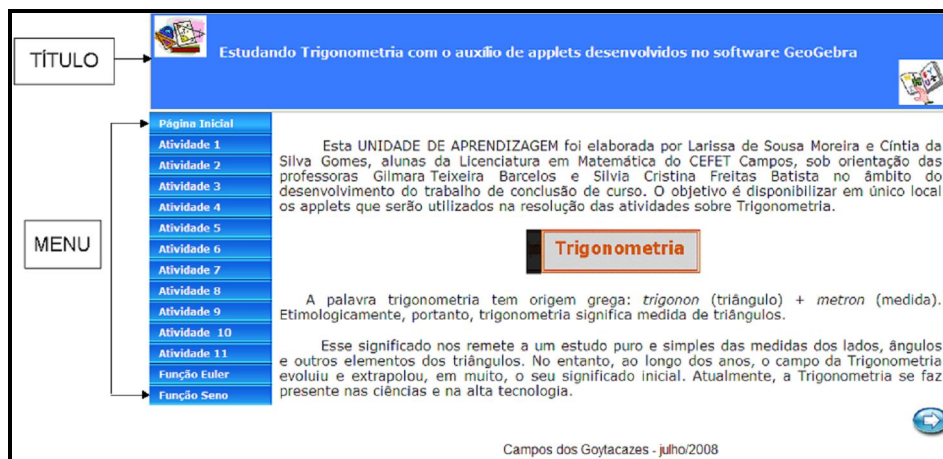 TÍTULO
Estudando Trigonometria com o auxílio de applets desenvolvidos no software GeoGebra
MENU
Página Inicial
Atividade 1
Atividade 2
Atividade 3
Atividade 4
Atividade 5
Atividade 6
Atividade 7
Atividade 8
Atividade 9
Atividade 10
Atividade 11
Função Euler
Função Seno
Esta UNIDADE DE APRENDIZAGEM foi elaborada por Larissa de Sousa Moreira e Cíntia da
Silva Gomes, alunas da Licenciatura em Matemática do CEFET Campos, sob orientação das
professoras Gilmara Teixeira Barcelos e Silvia Cristina Freitas Batista no âmbito do
desenvolvimento do trabalho de conclusão de curso. O objetivo é disponibilizar em único local
os applets que serão utilizados na resolução das atividades sobre Trigonometria.
Trigonometria
A palavra trigonometria tem origem grega: trigonon (triângulo) + metron (medida).
Etimologicamente, portanto, trigonometria significa medida de triângulos.
Esse significado nos remete a um estudo puro e simples das medidas dos lados, ângulos
e outros elementos dos triângulos. No entanto, ao longo dos anos, o campo da Trigonometria
evoluiu e extrapolou, em muito, o seu significado inicial. Atualmente, a Trigonometria se faz
presente nas ciências e na alta tecnologia.
Campos dos Goytacazes - julho/2008